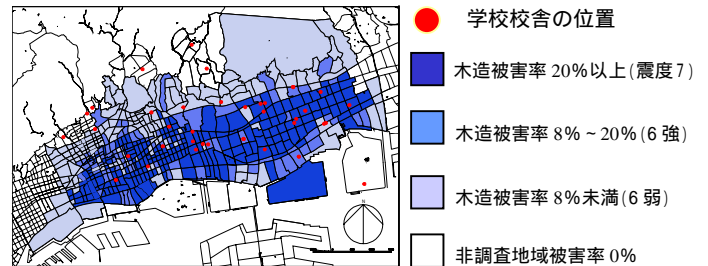 学校校舎の位置
木造被害率 20%以上(震度7)
木造被害率 8%~20%(6強)
木造被害率 8%未満(6弱)
非調査地域被害率 0%